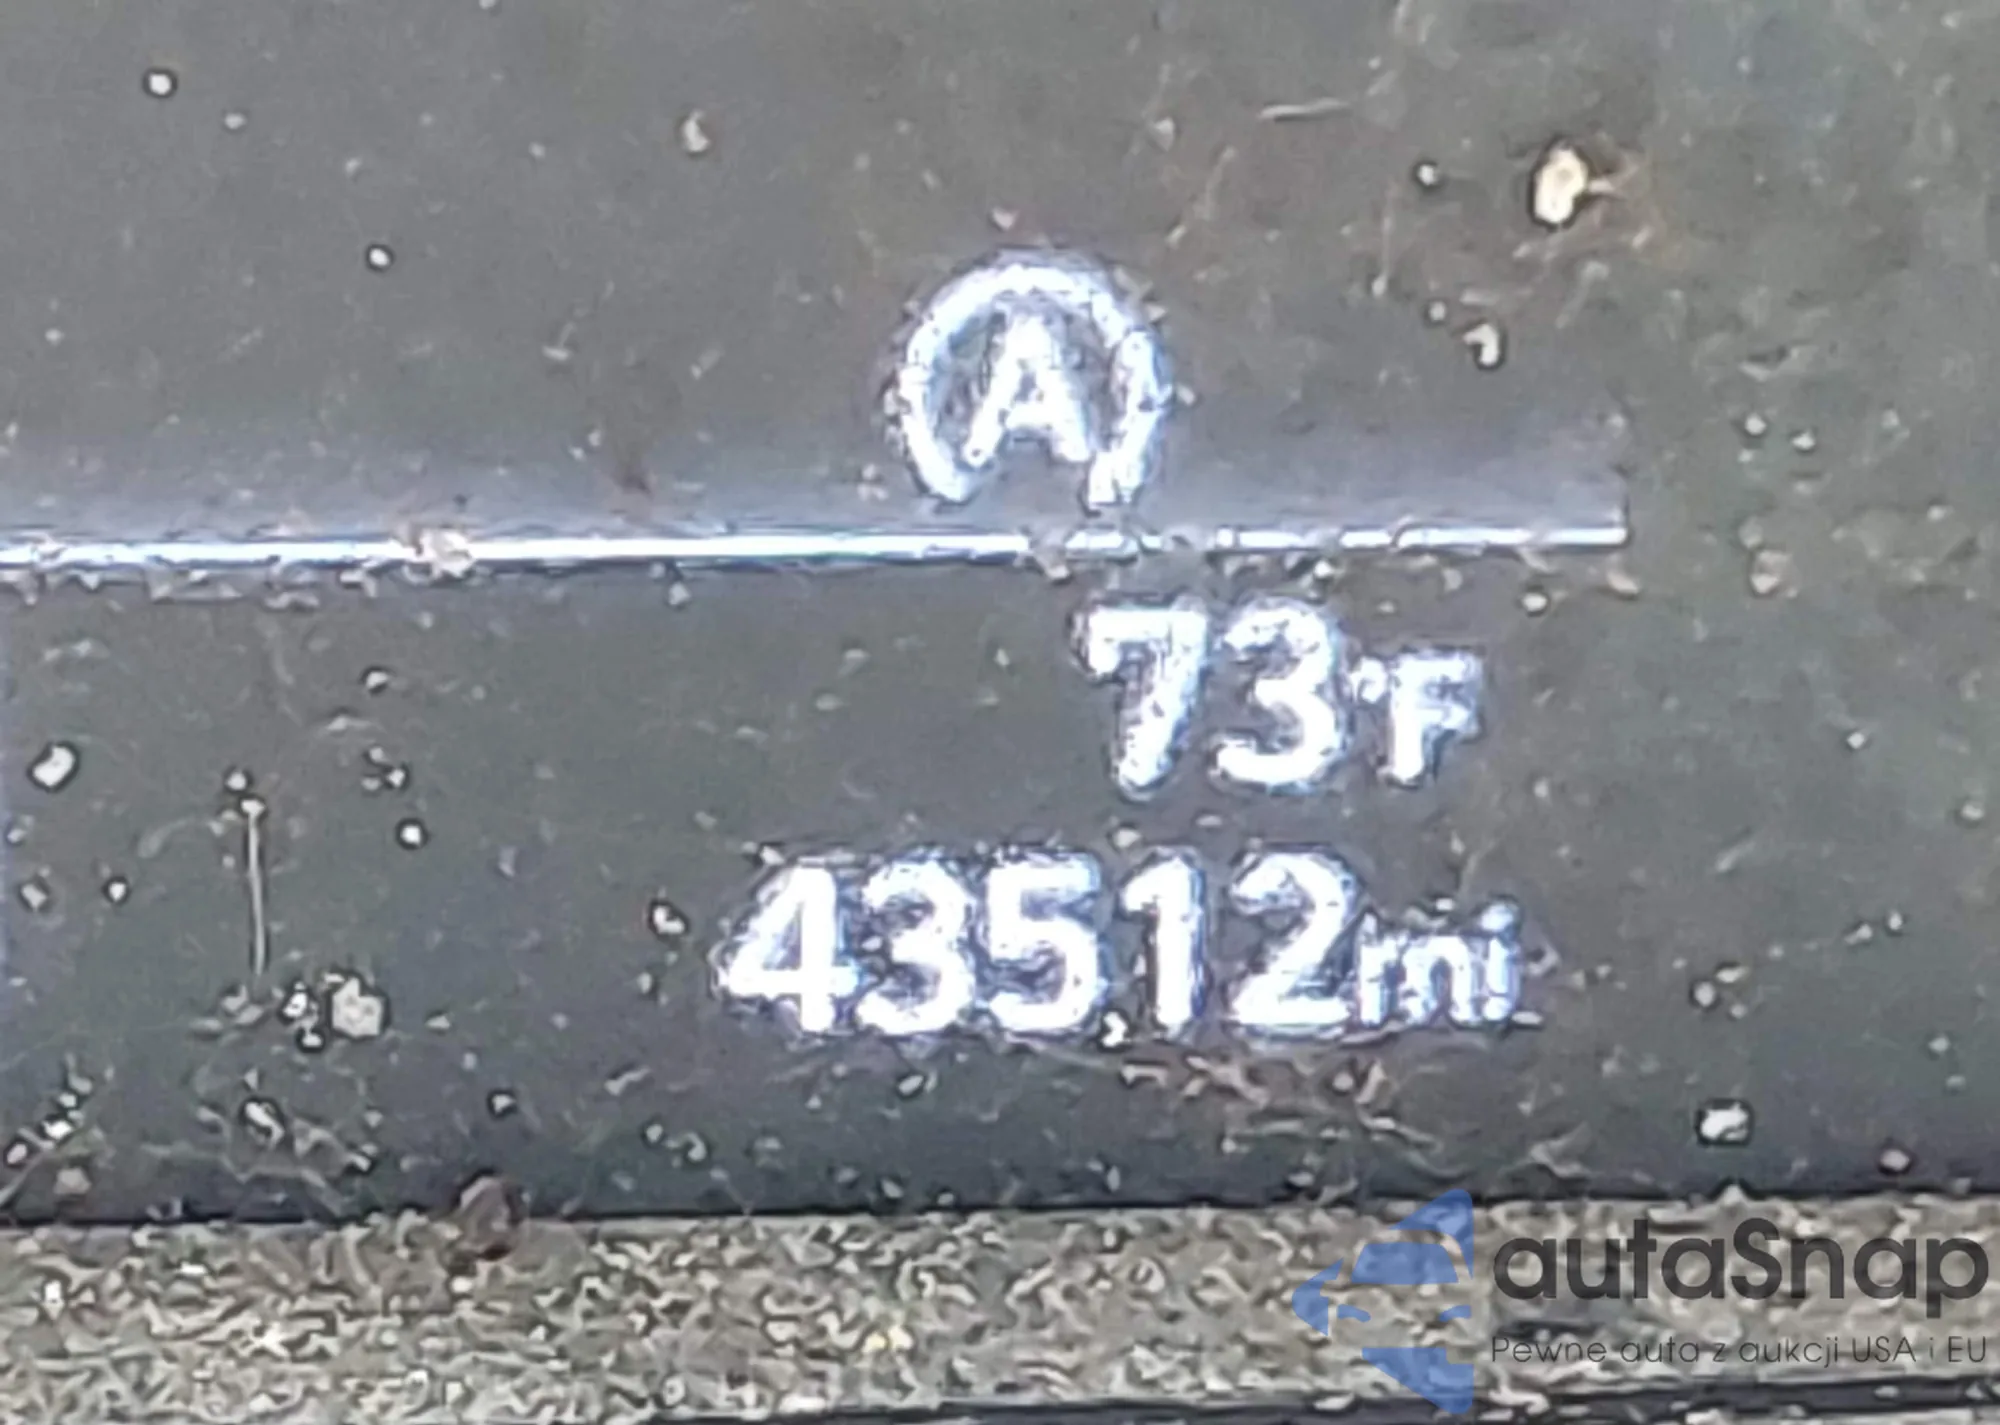 A
73°F
43512mi
autaSnap
Pewne auta z aukcji USA i EU